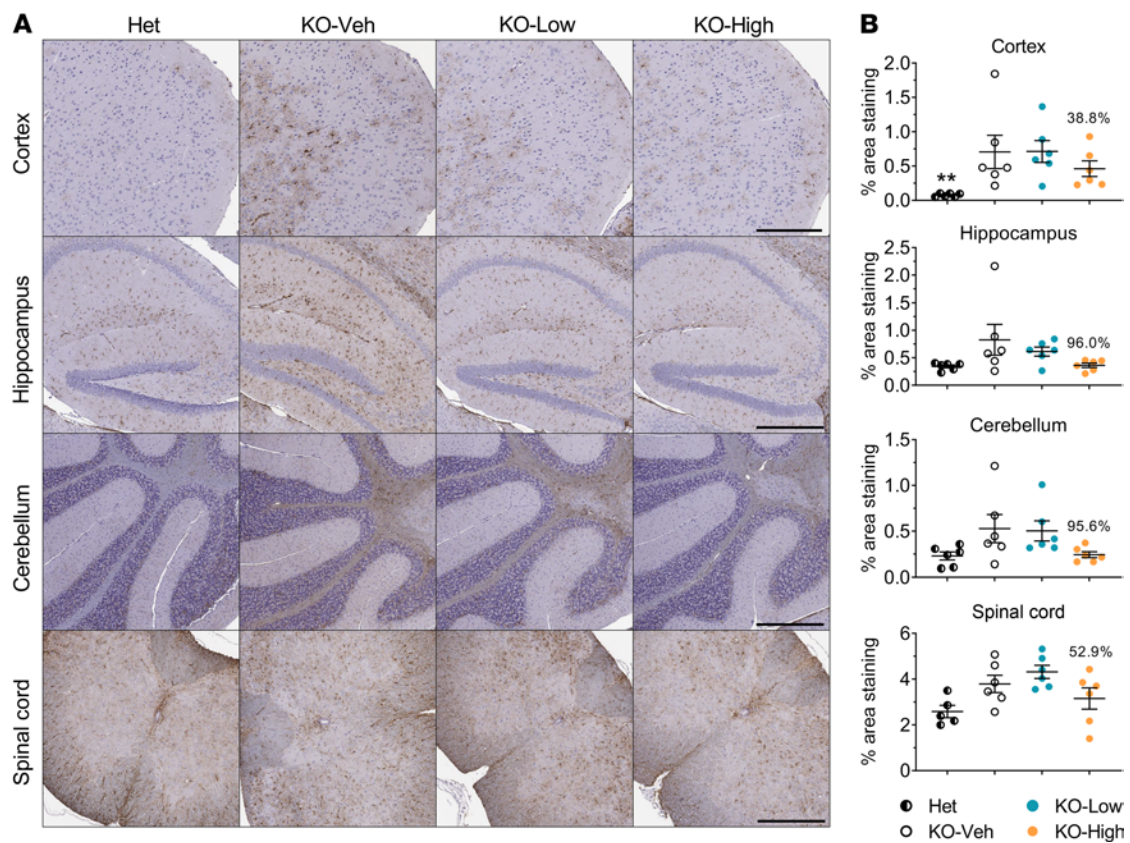 A
Het KO-Veh KO-Low KO-High
Cortex
Hippocampus
Cerebellum
Spinal cord
B
Cortex
% area staining
2.0
1.5
1.0
0.5
0.0
**
38.8%
Hippocampus
% area staining
2.5
2.0
1.5
1.0
0.5
0.0
96.0%
Cerebellum
% area staining
1.5
1.0
0.5
0.0
95.6%
Spinal cord
% area staining
6
4
2
0
52.9%
Het KO-Low
KO-Veh KO-High